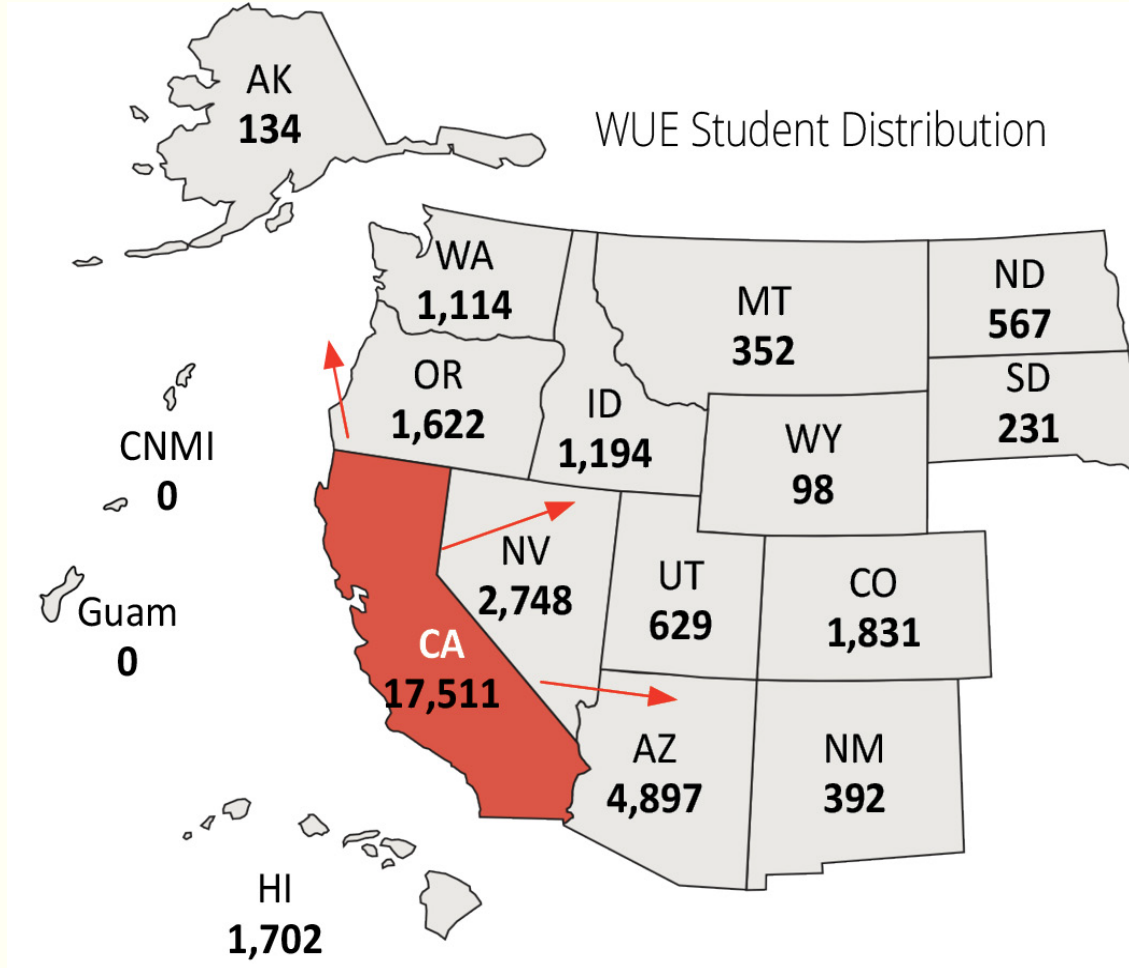 AK
134
WUE Student Distribution
WA
1,114
MT
352
ND
567
OR
1,622
ID
1,194
SD
231
WY
98
CNMI
0
NV
2,748
UT
629
CO
1,831
Guam
0
CA
17,511
AZ
4,897
NM
392
HI
1,702